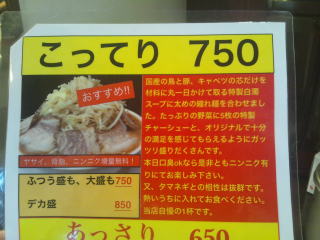 こってり 750
おすすめ!!
国産の鳥と豚、キャベツの芯だけを
材料に丸一日かけて取る特製白濁
スープに太めの縮れ麺を合わせまし
た。たっぷりの野菜に5枚の特製
チャーシューと、オリジナルで十分
の満足を感じてもらえるようにガッ
ツリ盛りだくさんです。
本日口臭okなら是非ともニンニク有
りにてお楽しみ下さい。
又、タマネギとの相性は抜群です。
熱いうちに入れてお食べください。
当店自慢の1杯です。
ヤサイ、背脂、ニンニク増量無料!
ふつう盛も、大盛も750
デカ盛 850
あっさり 650